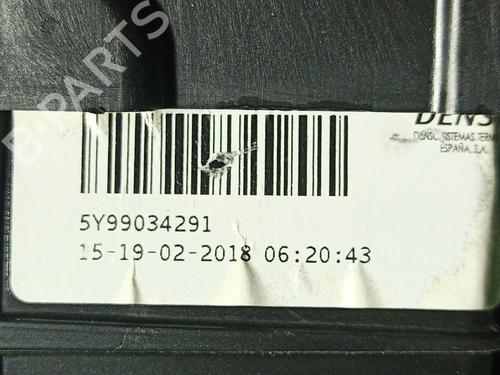 DENS
DENSO SISTEMAS TERM
ESPAÑA, S.A.
5Y99034291
15-19-02-2018 06:20:43
B-PARTS